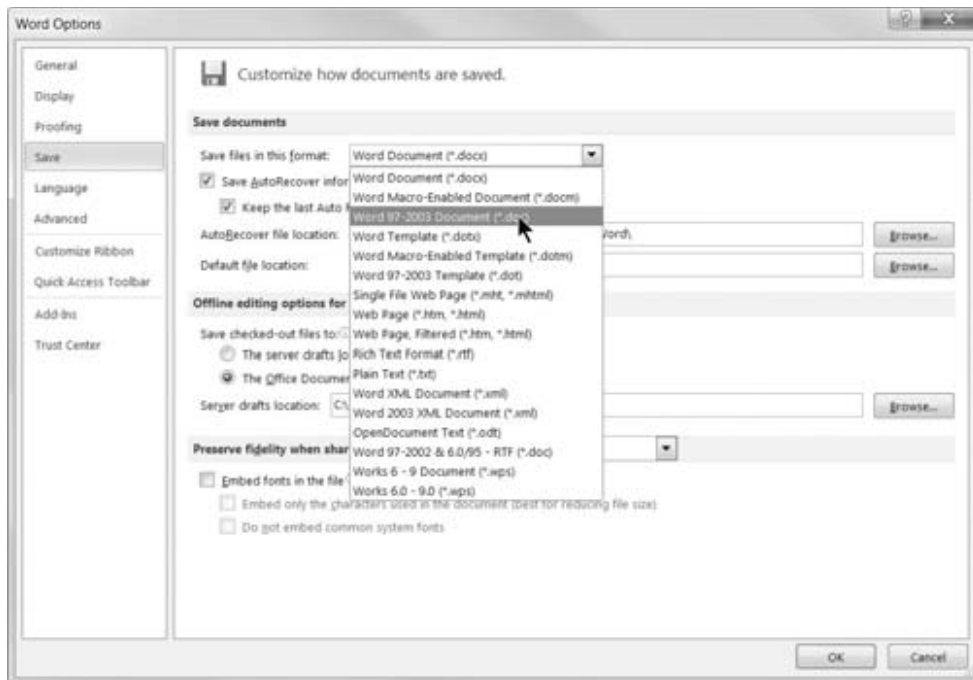 Word Options
General
Display
Proofing
Save
Language
Advanced
Customize Ribbon
Quick Access Toolbar
Add-Ins
Trust Center
Customize how documents are saved.
Save documents
Save files in this format: Word Document (*.docx)
Save AutoRecover infor
Keep the last Auto
AutoRecover file location: Word\ Browse...
Default file location: Browse...
Word Document (*.docx)
Word Macro-Enabled Document (*.docm)
Word 97-2003 Document (*.doc)
Word Template (*.dotx)
Word Macro-Enabled Template (*.dotm)
Word 97-2003 Template (*.dot)
Single File Web Page (*.mht, *.mhtml)
Web Page (*.htm, *.html)
Web Page, Filtered (*.htm, *.html)
Rich Text Format (*.rtf)
Plain Text (*.txt)
Word XML Document (*.xml)
Word 2003 XML Document (*.xml)
OpenDocument Text (*.odt)
Word 97-2002 & 6.0/95 - RTF (*.doc)
Works 6 - 9 Document (*.wps)
Works 6.0 - 9.0 (*.wps)
Offline editing options for
Save checked-out files to:
The server drafts lo
The Office Documen
Server drafts location: C:\ Browse...
Preserve fidelity when shar
Embed fonts in the file
Embed only the characters used in the document (best for reducing file size)
Do not embed common system fonts
OK Cancel